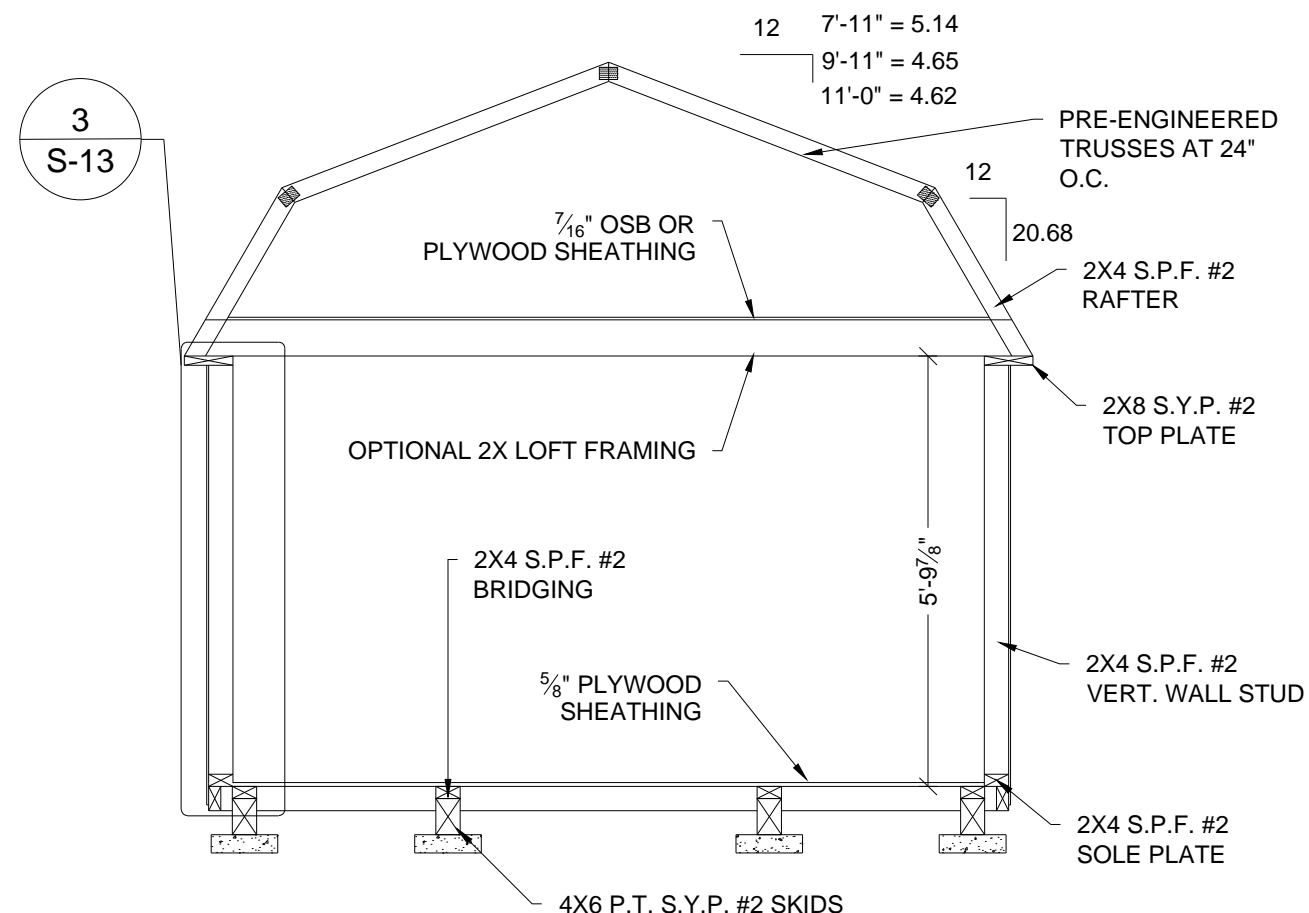 12
7'-11" = 5.14
9'-11" = 4.65
11'-0" = 4.62
3
S-13
PRE-ENGINEERED
TRUSSES AT 24"
O.C.
12
20.68
7/16" OSB OR
PLYWOOD SHEATHING
2X4 S.P.F. #2
RAFTER
2X8 S.Y.P. #2
TOP PLATE
OPTIONAL 2X LOFT FRAMING
2X4 S.P.F. #2
BRIDGING
5'-9 7/8"
5/8" PLYWOOD
SHEATHING
2X4 S.P.F. #2
VERT. WALL STUD
2X4 S.P.F. #2
SOLE PLATE
4X6 P.T. S.Y.P. #2 SKIDS